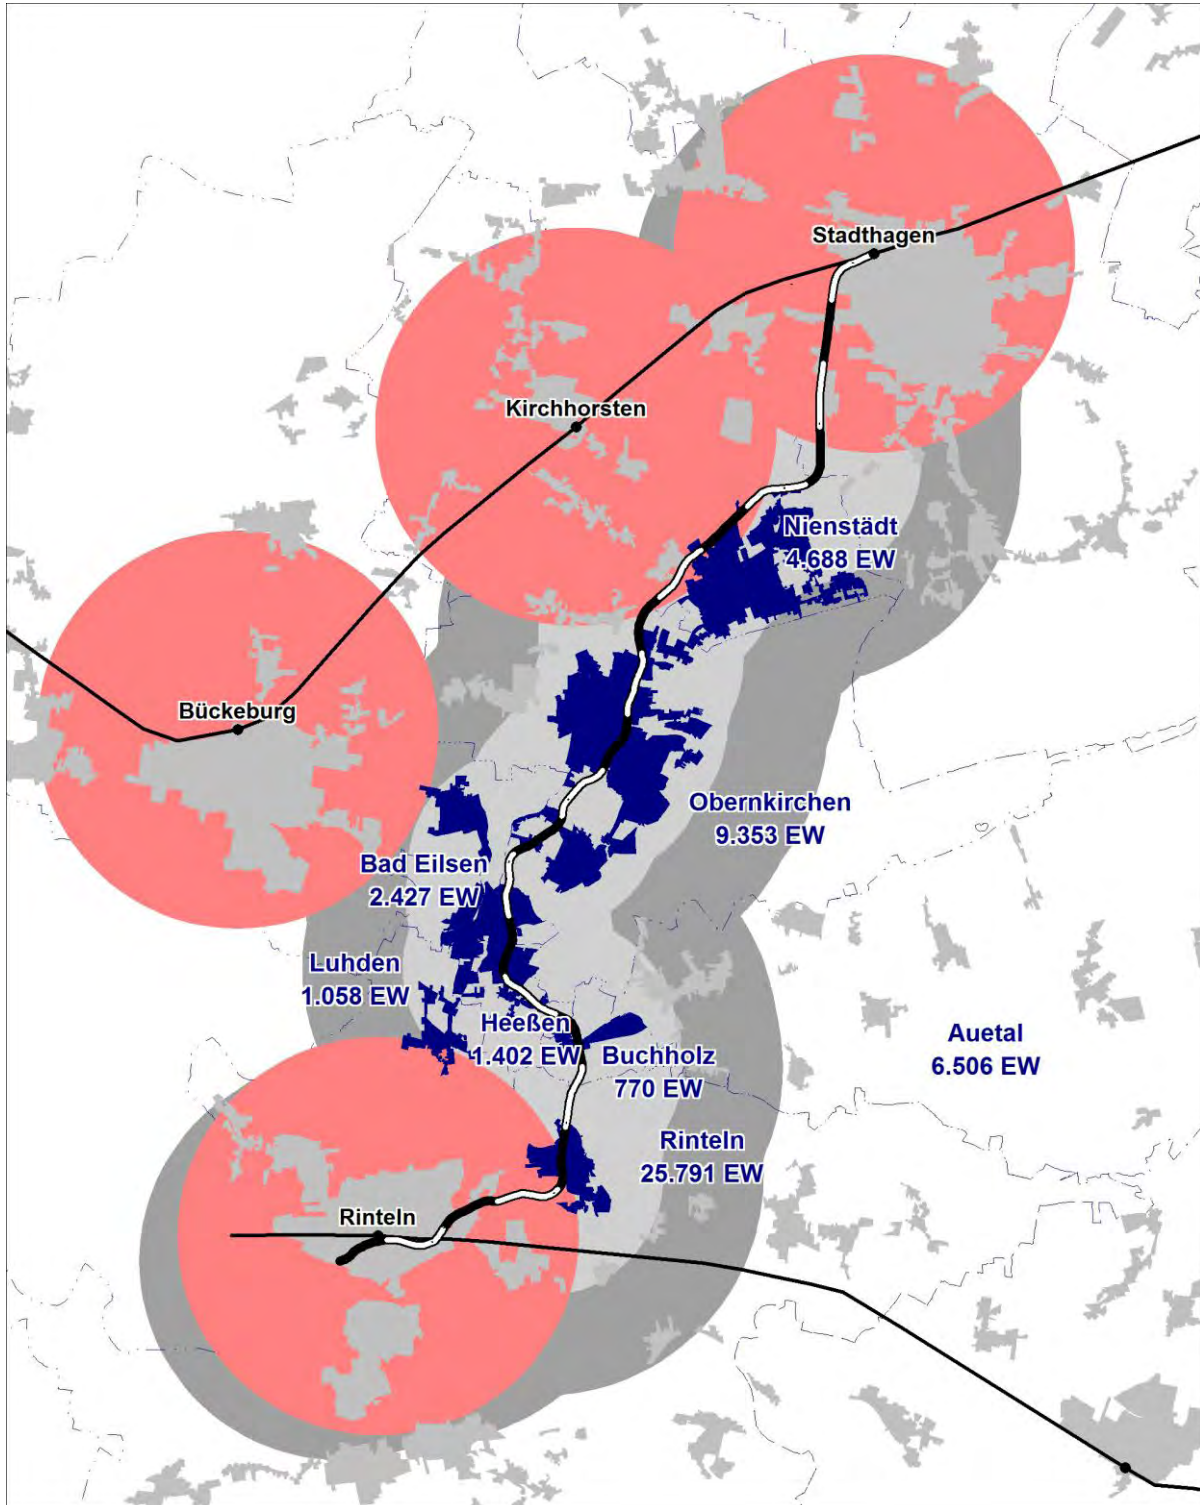 Stadthagen
Kirchhorsten
Nienstädt
4.688 EW
Bückeburg
Obernkirchen
9.353 EW
Bad Eilsen
2.427 EW
Luhden
1.058 EW
Heeßen
1.402 EW
Buchholz
770 EW
Auetal
6.506 EW
Rinteln
25.791 EW
Rinteln